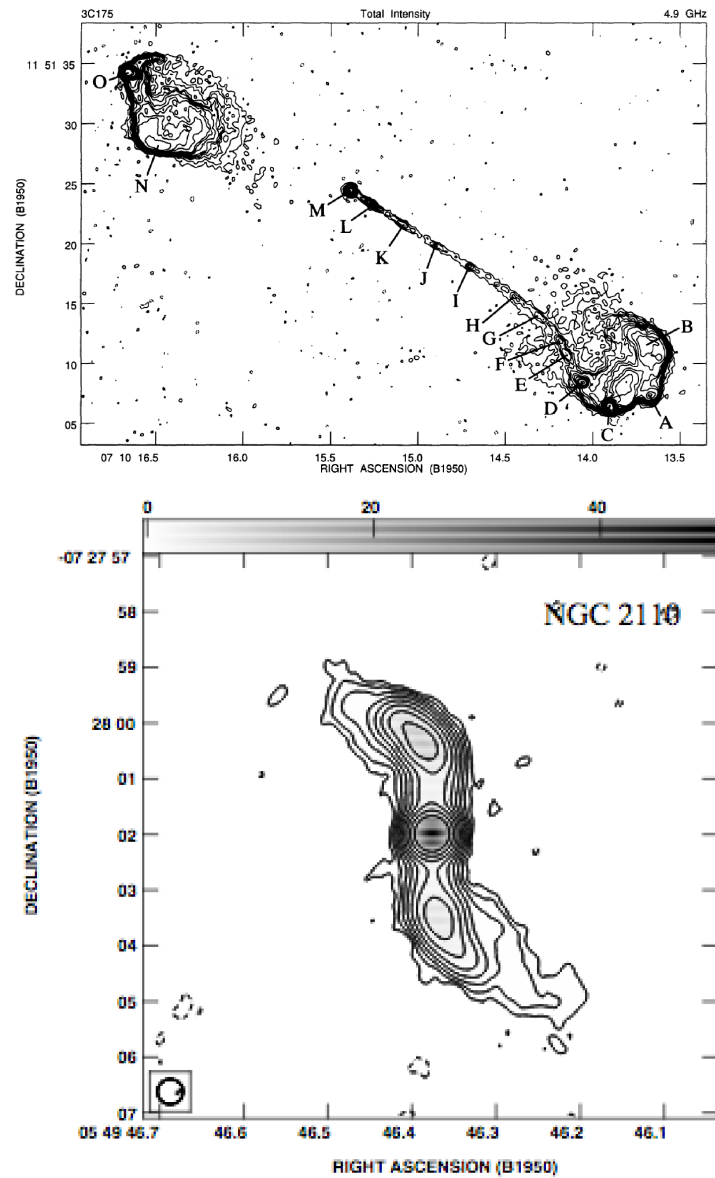 3C175 Total Intensity 4.9 GHz
11 51 35
30
25
20
15
10
05
DECLINATION (B1950)
O
N
M
L
K
J
I
H
G
F
E
D
C
B
A
07 10 16.5 16.0 15.5 15.0 14.5 14.0 13.5
RIGHT ASCENSION (B1950)
0 20 40
-07 27 57
58
59
28 00
01
02
03
04
05
06
07
NGC 2110
DECLINATION (B1950)
05 49 46.7 46.6 46.5 46.4 46.3 46.2 46.1
RIGHT ASCENSION (B1950)